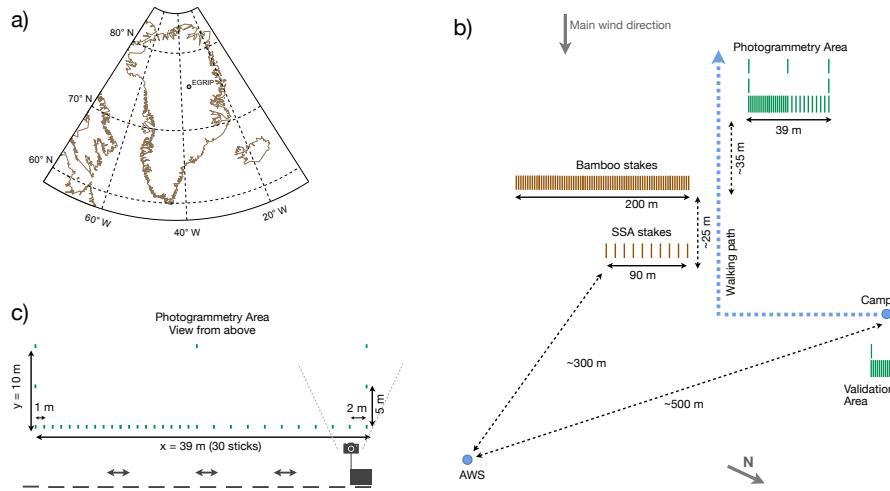 a)
80° N
70° N
60° N
60° W
40° W
20° W
EGRIP
b)
Main wind direction
Photogrammetry Area
39 m
~35 m
Bamboo stakes
200 m
~25 m
SSA stakes
90 m
Walking path
Camp
~300 m
~500 m
Validation
Area
AWS
N
c)
Photogrammetry Area
View from above
y = 10 m
1 m
2 m
5 m
x = 39 m (30 sticks)